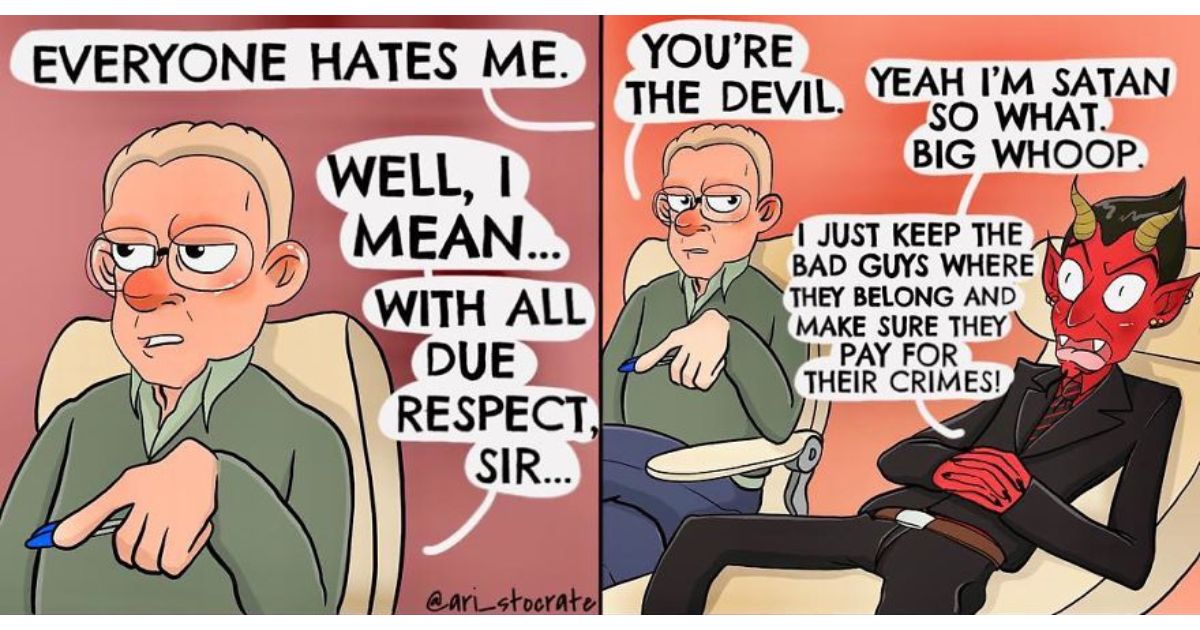 EVERYONE HATES ME.
WELL, I
MEAN...
WITH ALL
DUE
RESPECT,
SIR...
@ari_stocrate
YOU'RE
THE DEVIL.
YEAH I'M SATAN
SO WHAT.
BIG WHOOP.
I JUST KEEP THE
BAD GUYS WHERE
THEY BELONG AND
MAKE SURE THEY
PAY FOR
THEIR CRIMES!